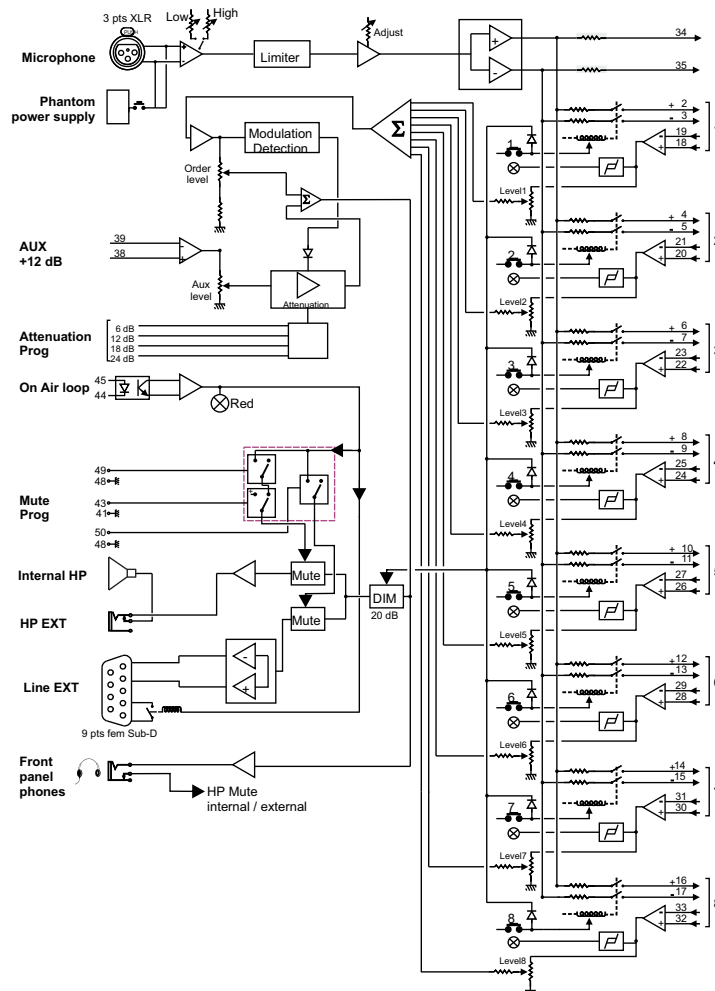 3 pts XLR
Low
High
PUSH
Microphone
Limiter
Adjust
+
-
34
35
Phantom
power supply
Modulation
Detection
Σ
Order
level
Σ
AUX
+12 dB
39
38
-
+
Aux
level
Attenuation
Attenuation
Prog
6 dB
12 dB
18 dB
24 dB
On Air loop
45
44
Red
Mute
Prog
49
48
43
41
50
48
Internal HP
HP EXT
Mute
Mute
DIM
20 dB
Line EXT
-
+
9 pts fem Sub-D
Front
panel
phones
HP Mute
internal / external
1
+ 2
- 3
19
18
Level1
2
+ 4
- 5
21
20
Level2
3
+ 6
- 7
23
22
Level3
4
+ 8
- 9
25
24
Level4
5
+ 10
- 11
27
26
Level5
6
+12
-13
29
28
Level6
7
+14
-15
31
30
Level7
8
+16
-17
33
32
Level8